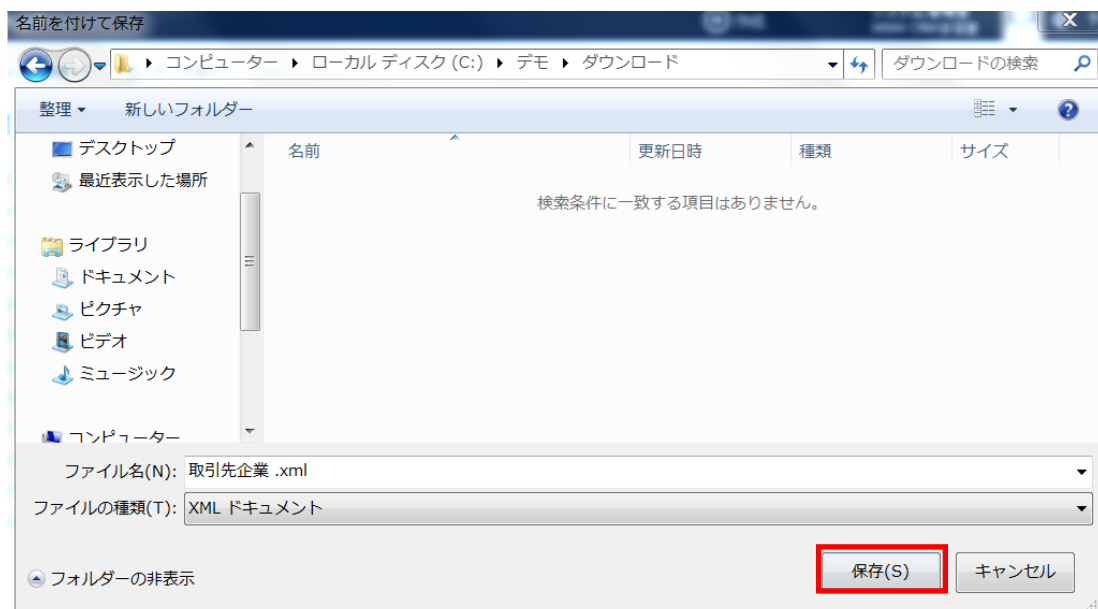 名前を付けて保存
コンピューター ローカル ディスク (C:) デモ ダウンロード ダウンロードの検索
整理 新しいフォルダー
デスクトップ
最近表示した場所
ライブラリ
ドキュメント
ピクチャ
ビデオ
ミュージック
コンピューター
名前 更新日時 種類 サイズ
検索条件に一致する項目はありません。
ファイル名(N): 取引先企業 .xml
ファイルの種類(T): XML ドキュメント
フォルダーの非表示 保存(S) キャンセル